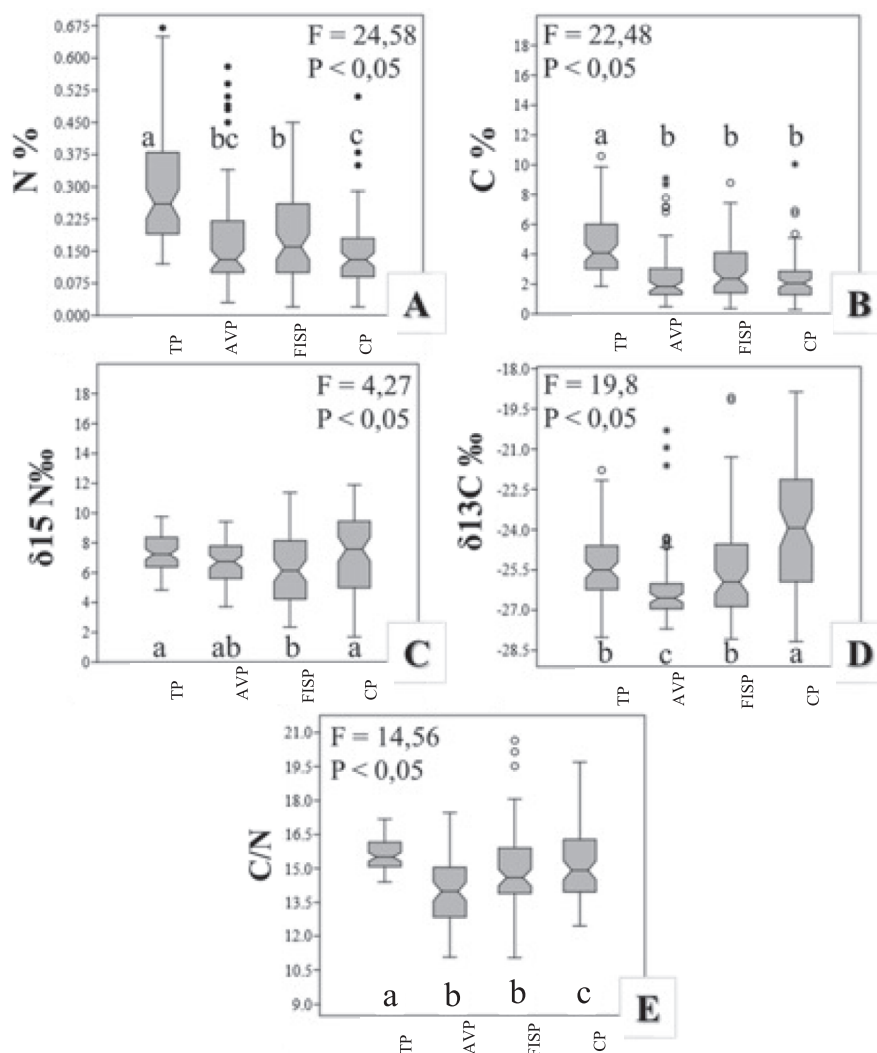 N %
0.675
0.600
0.525
0.450
0.375
0.300
0.225
0.150
0.075
0.000
F = 24,58
P < 0,05
a bc b c
TP AVP FISP CP
A
C %
18
16
14
12
10
8
6
4
2
0
F = 22,48
P < 0,05
a b b b
TP AVP FISP CP
B
δ15 N‰
18
16
14
12
10
8
6
4
2
0
F = 4,27
P < 0,05
a ab b a
TP AVP FISP CP
C
δ13C ‰
-18.0
-19.5
-21.0
-22.5
-24.0
-25.5
-27.0
-28.5
F = 19,8
P < 0,05
b c b a
TP AVP FISP CP
D
C/N
21.0
19.5
18.0
16.5
15.0
13.5
12.0
10.5
9.0
F = 14,56
P < 0,05
a b b c
TP AVP FISP CP
E